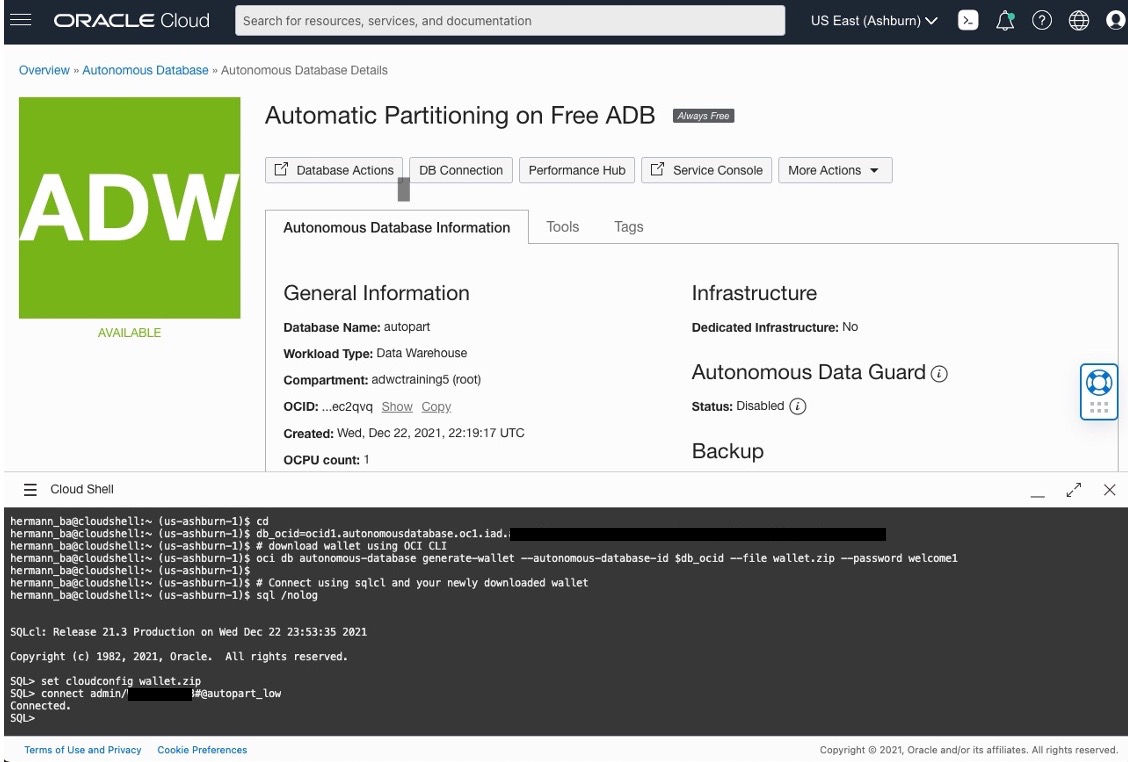 ORACLE Cloud
Search for resources, services, and documentation
US East (Ashburn)
Overview » Autonomous Database » Autonomous Database Details
ADW
AVAILABLE
Automatic Partitioning on Free ADB
Always Free
Database Actions
DB Connection
Performance Hub
Service Console
More Actions
Autonomous Database Information
Tools
Tags
General Information
Database Name: autopart
Workload Type: Data Warehouse
Compartment: adwctraining5 (root)
OCID: ...ec2qvq Show Copy
Created: Wed, Dec 22, 2021, 22:19:17 UTC
OCPU count: 1
Infrastructure
Dedicated Infrastructure: No
Autonomous Data Guard
Status: Disabled
Backup
Cloud Shell
hermann_ba@cloudshell:~ (us-ashburn-1)$ cd
hermann_ba@cloudshell:~ (us-ashburn-1)$ db_ocid=ocid1.autonomousdatabase.oc1.iad.
hermann_ba@cloudshell:~ (us-ashburn-1)$ # download wallet using OCI CLI
hermann_ba@cloudshell:~ (us-ashburn-1)$ oci db autonomous-database generate-wallet --autonomous-database-id $db_ocid --file wallet.zip --password welcome1
hermann_ba@cloudshell:~ (us-ashburn-1)$
hermann_ba@cloudshell:~ (us-ashburn-1)$ # Connect using sqlcl and your newly downloaded wallet
hermann_ba@cloudshell:~ (us-ashburn-1)$ sql /nolog
SQLcl: Release 21.3 Production on Wed Dec 22 23:53:35 2021
Copyright (c) 1982, 2021, Oracle.  All rights reserved.
SQL> set cloudconfig wallet.zip
SQL> connect admin/ #@autopart_low
Connected.
SQL>
Terms of Use and Privacy
Cookie Preferences
Copyright © 2021, Oracle and/or its affiliates. All rights reserved.